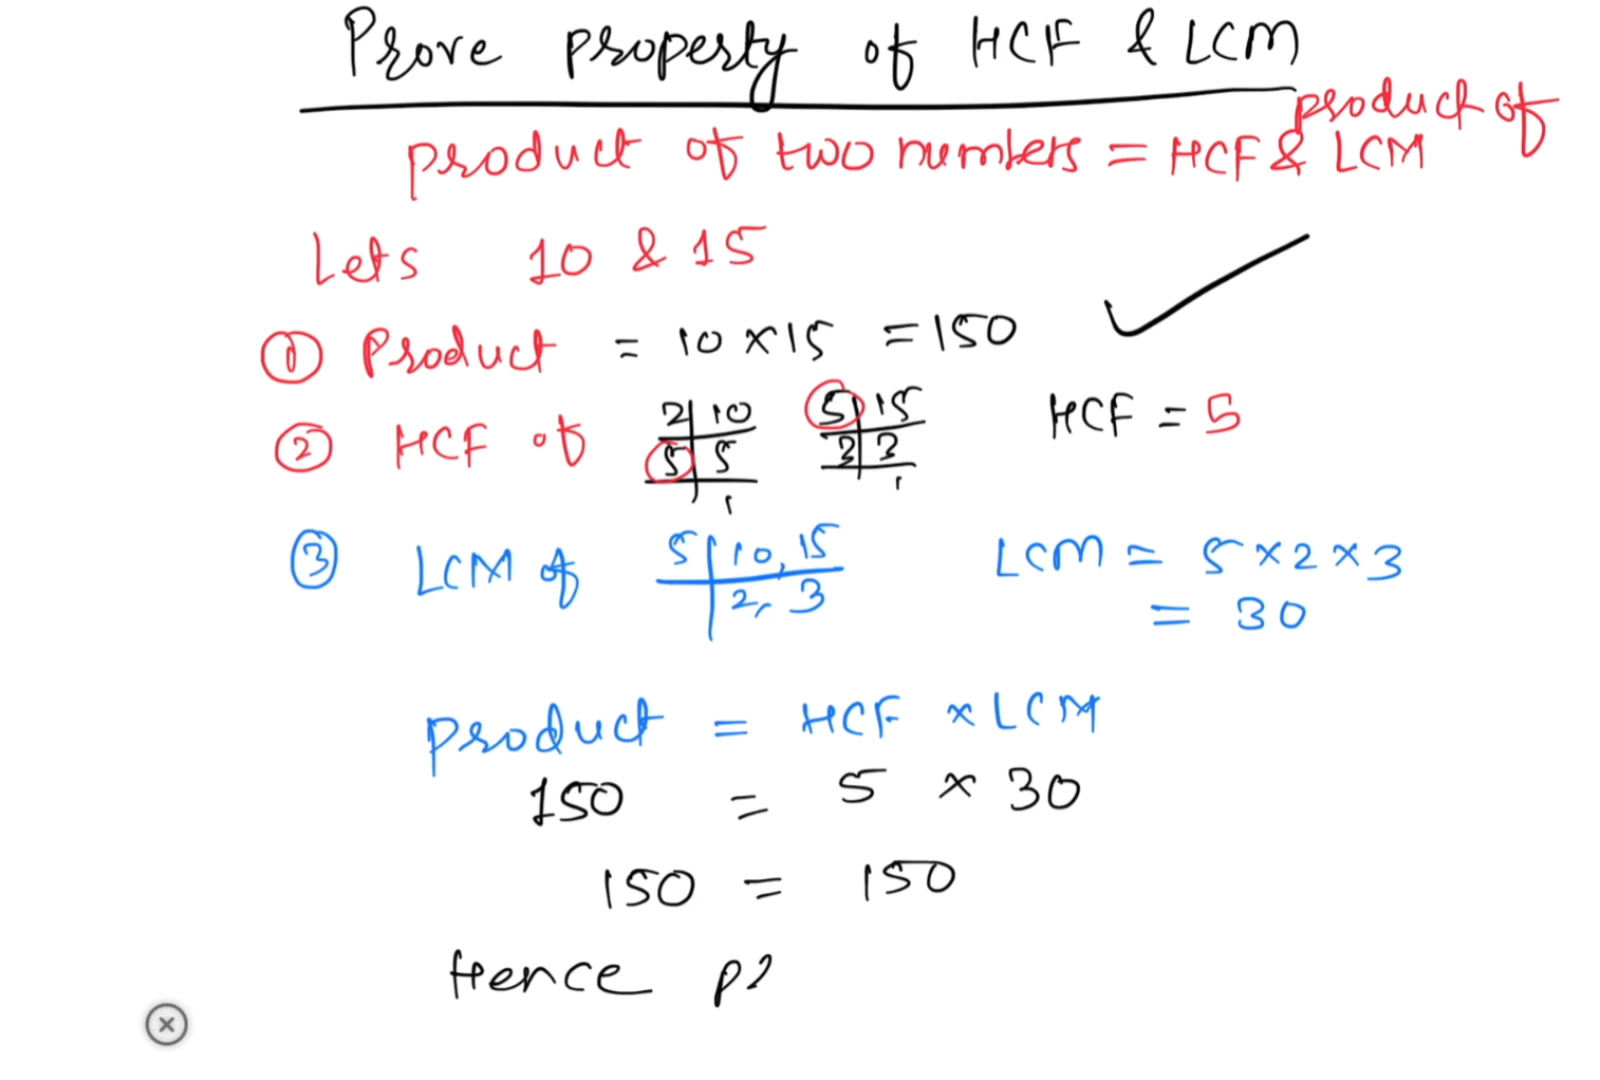 Prove property of HCF & LCM
product of two numbers = product of HCF & LCM
Lets 10 & 15
① Product = 10 × 15 = 150
② HCF of 2|10 5|15 HCF = 5
5|5 3|3
1 1
③ LCM of 5|10, 15 LCM = 5 × 2 × 3
2, 3 = 30
product = HCF × LCM
150 = 5 × 30
150 = 150
Hence